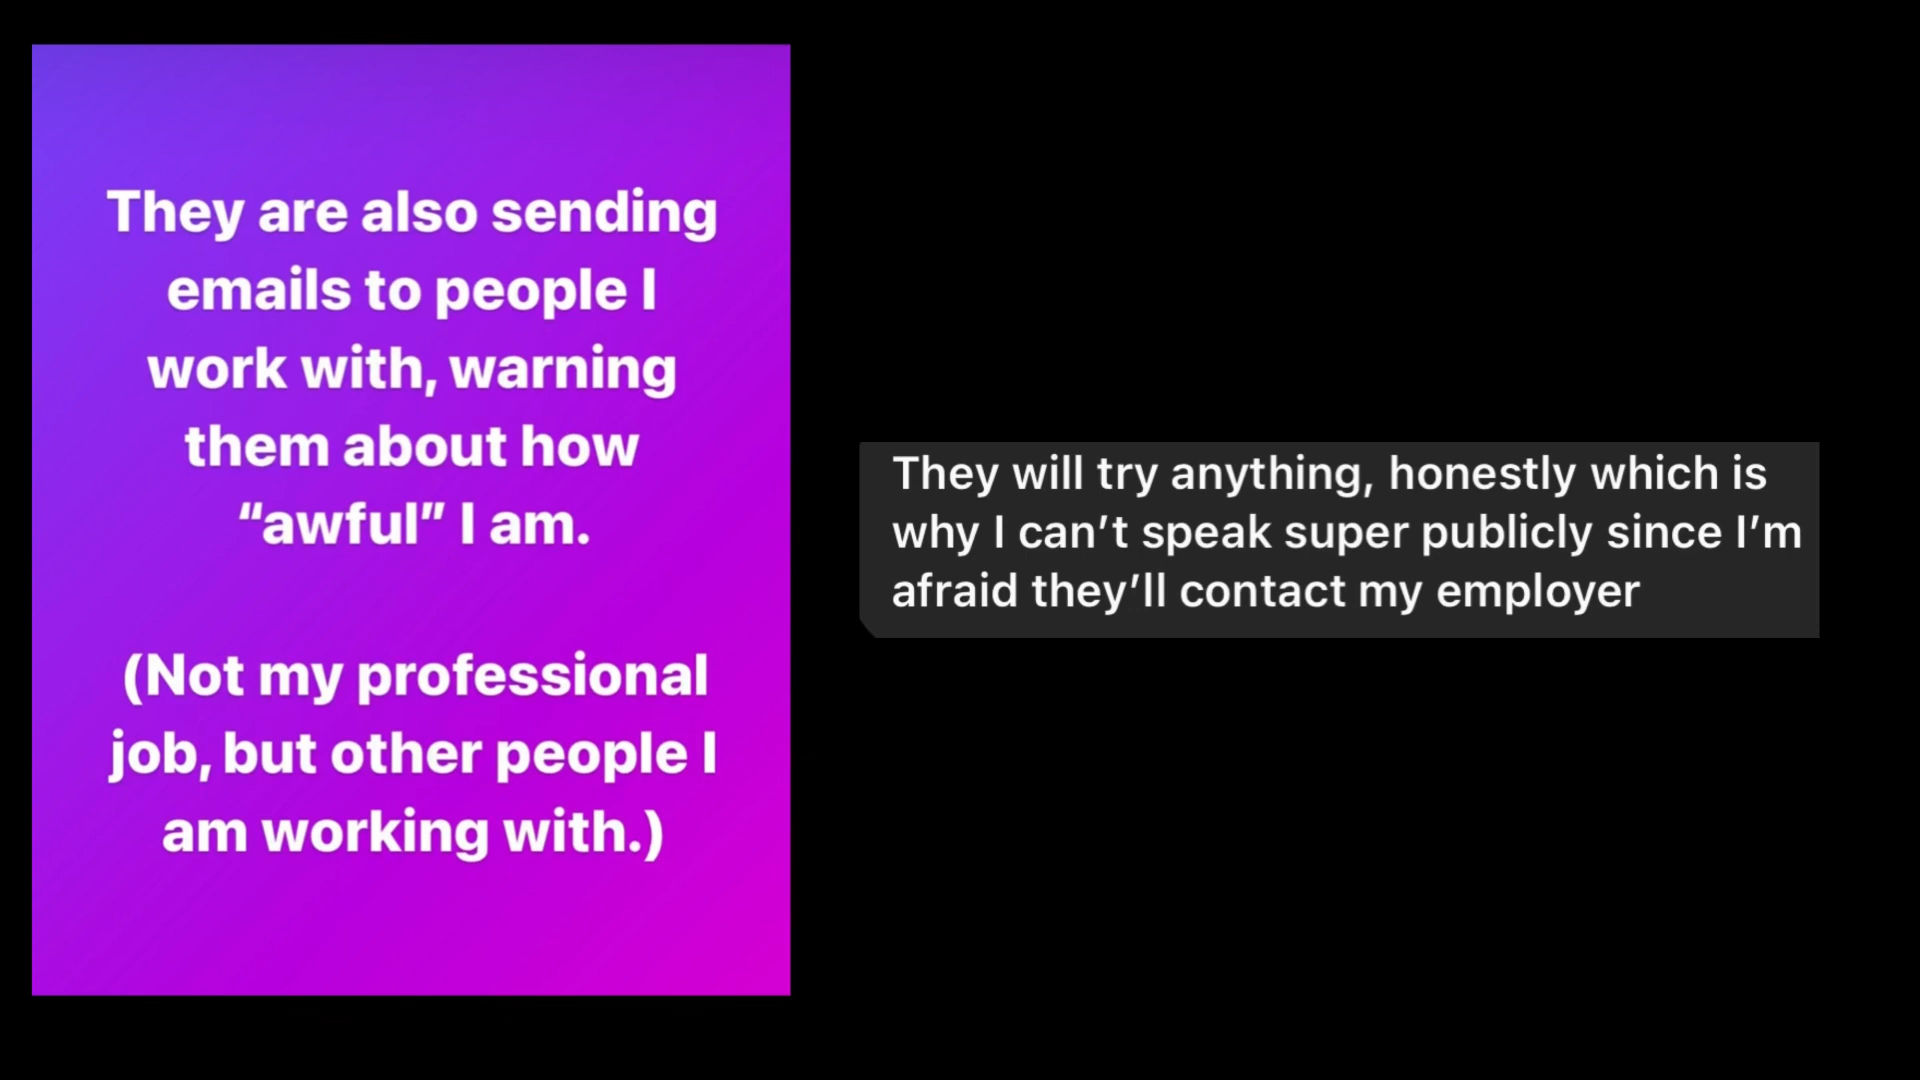 They are also sending
emails to people I
work with, warning
them about how
“awful” I am.
(Not my professional
job, but other people I
am working with.)
They will try anything, honestly which is
why I can’t speak super publicly since I’m
afraid they’ll contact my employer